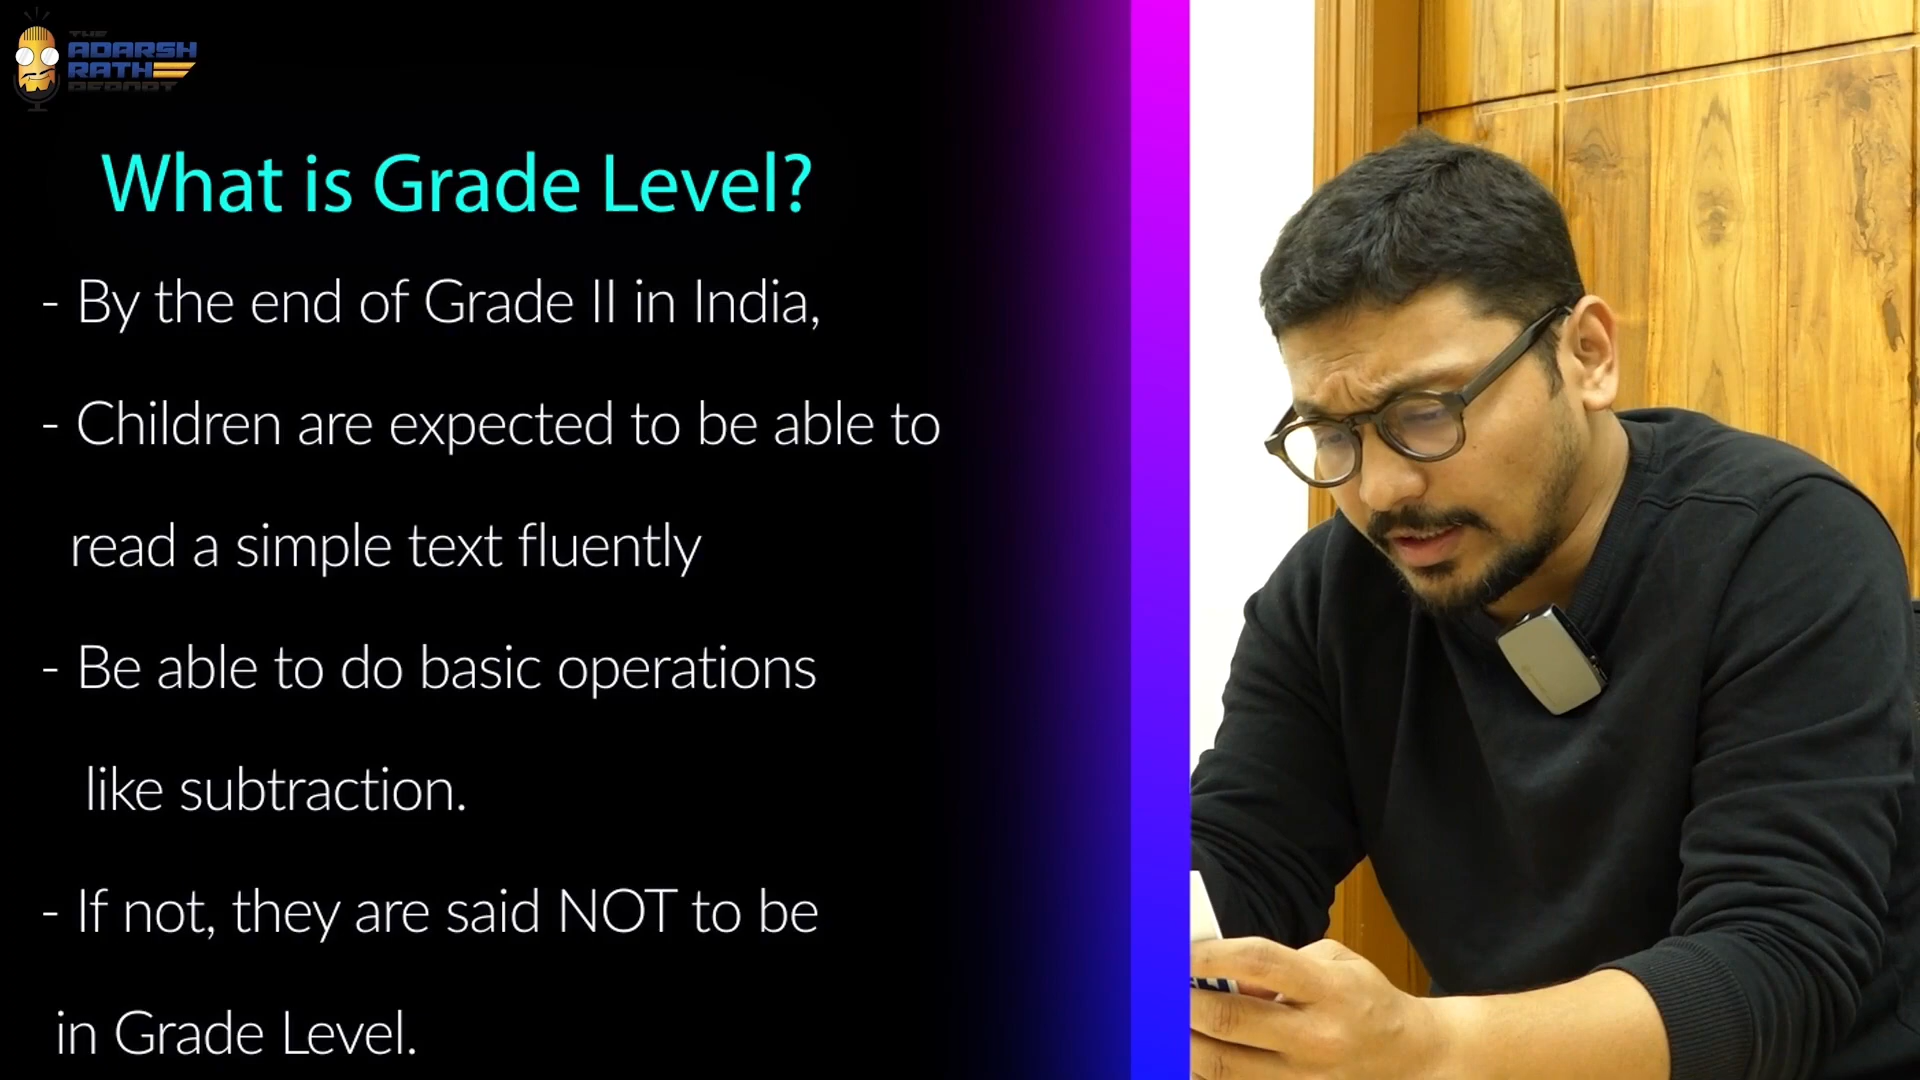 THE
ADARSH
RATH
What is Grade Level?
- By the end of Grade II in India,
- Children are expected to be able to
read a simple text fluently
- Be able to do basic operations
like subtraction.
- If not, they are said NOT to be
in Grade Level.